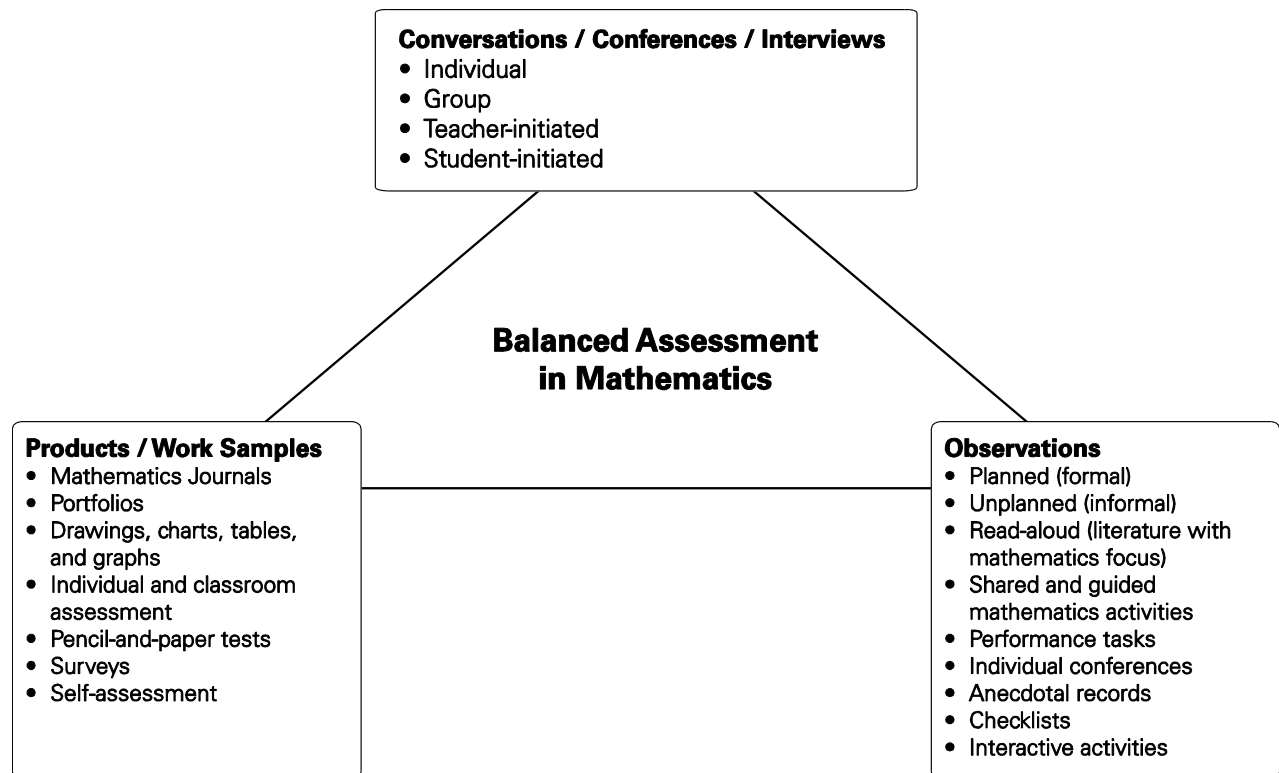 Conversations / Conferences / Interviews
• Individual
• Group
• Teacher-initiated
• Student-initiated
Balanced Assessment
in Mathematics
Products / Work Samples
• Mathematics Journals
• Portfolios
• Drawings, charts, tables,
and graphs
• Individual and classroom
assessment
• Pencil-and-paper tests
• Surveys
• Self-assessment
Observations
• Planned (formal)
• Unplanned (informal)
• Read-aloud (literature with
mathematics focus)
• Shared and guided
mathematics activities
• Performance tasks
• Individual conferences
• Anecdotal records
• Checklists
• Interactive activities